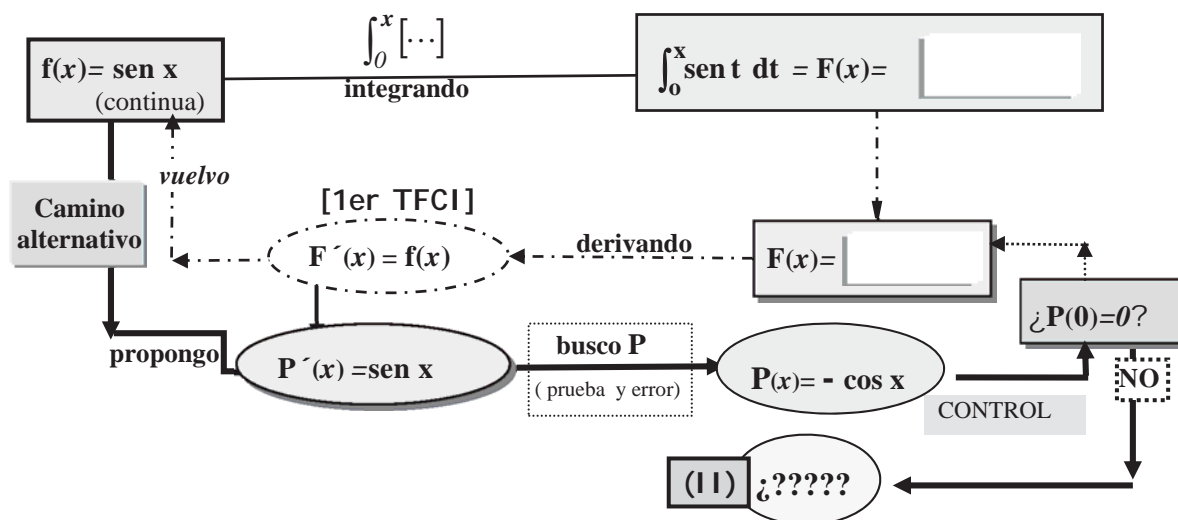 ∫₀ˣ[···]
integrando
f(x)= sen x
(continua)
∫ₒˣ sen t dt = F(x)=
vuelvo
Camino
alternativo
[1er TFCI]
F´(x) = f(x)
derivando
F(x)=
¿P(0)=0?
propongo
P´(x) =sen x
busco P
( prueba y error)
P(x)= - cos x
NO
CONTROL
(II) ¿?????